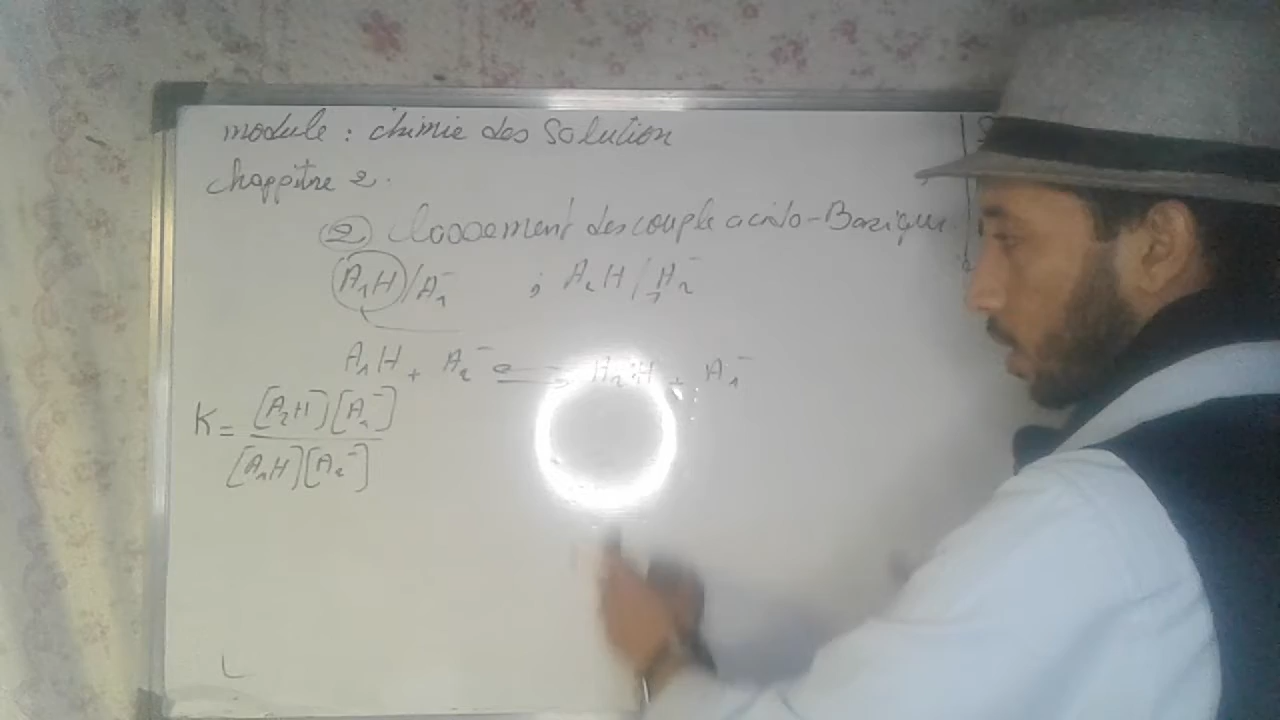 module : chimie des solution
chappitre 2.
② Classement des couple acido-Basique
A₁H/A₁⁻ ; A₂H/A₂⁻
A₁H + A₂⁻ ⇌ A₂H + A₁⁻
K = [A₂H][A₁⁻] / [A₁H][A₂⁻]